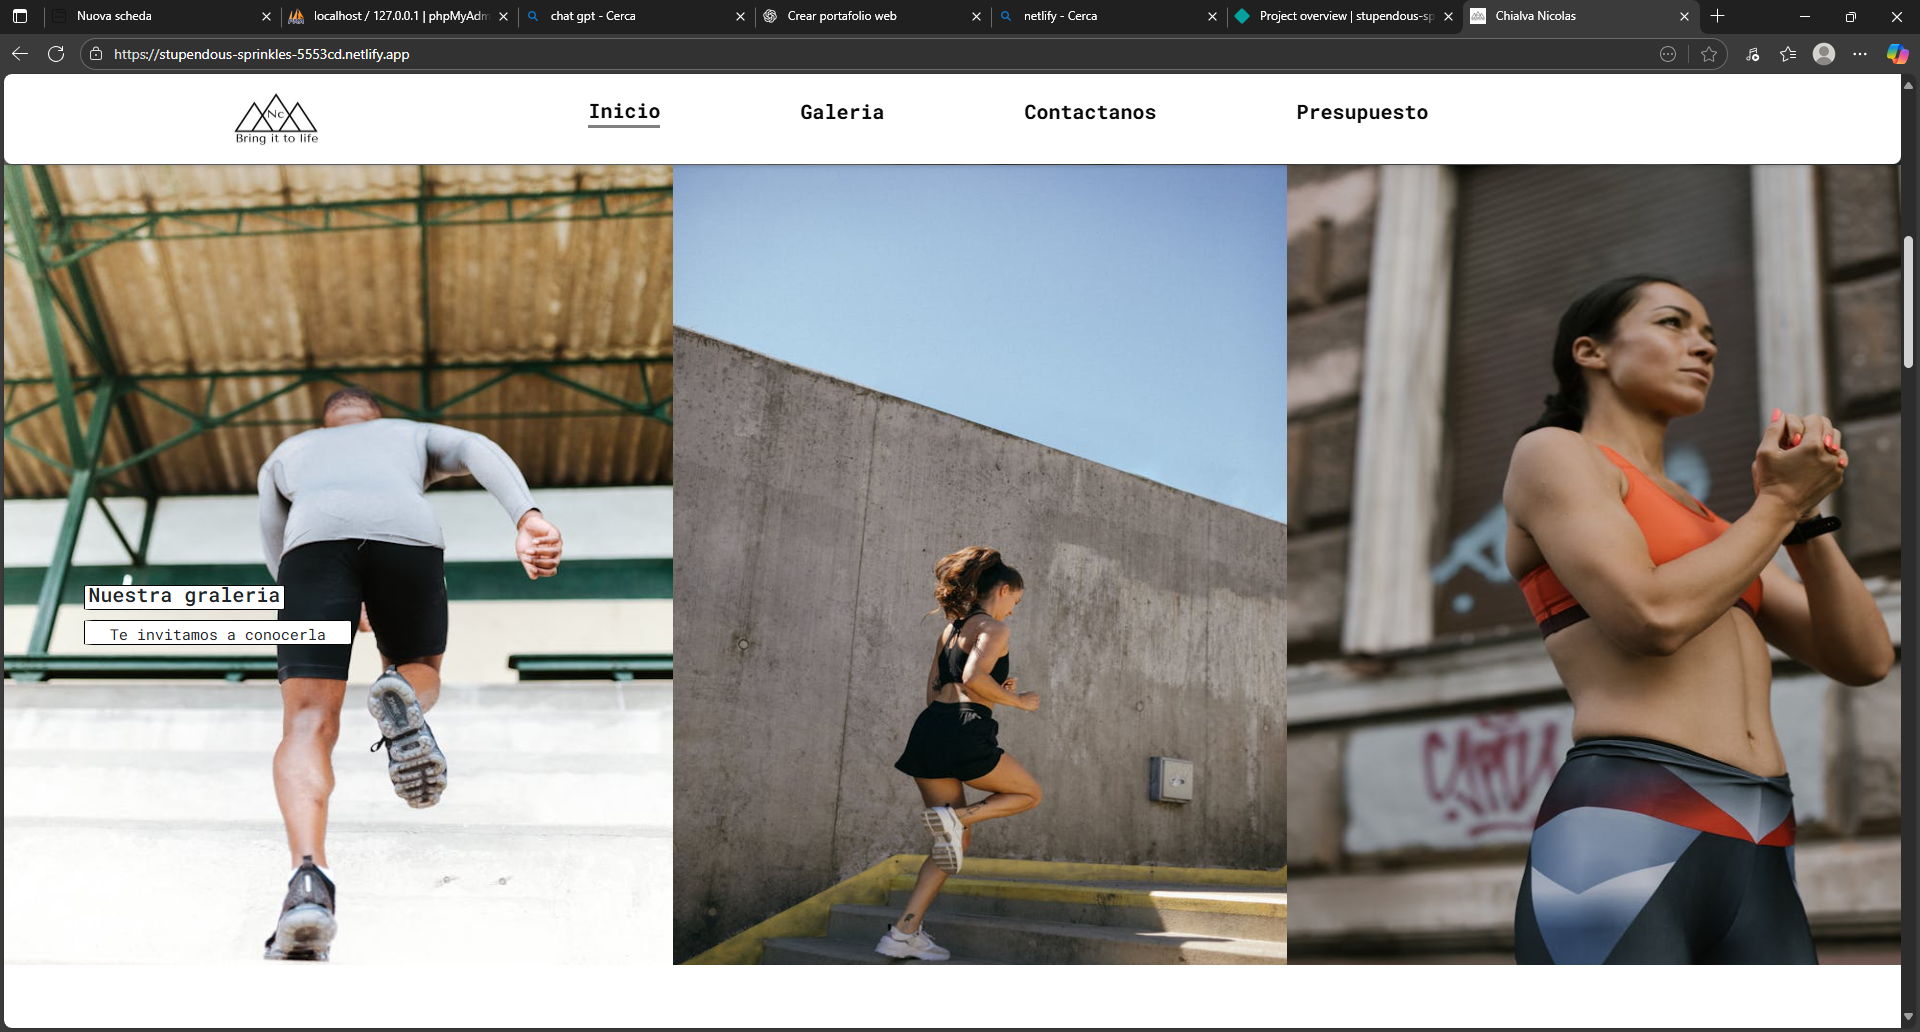 Nuova scheda
localhost / 127.0.0.1 | phpMyAdm
chat gpt - Cerca
Crear portafolio web
netlify - Cerca
Project overview | stupendous-sp
Chialva Nicolas
https://stupendous-sprinkles-5553cd.netlify.app
Nc
Bring it to life
Inicio
Galeria
Contactanos
Presupuesto
Nuestra graleria
Te invitamos a conocerla